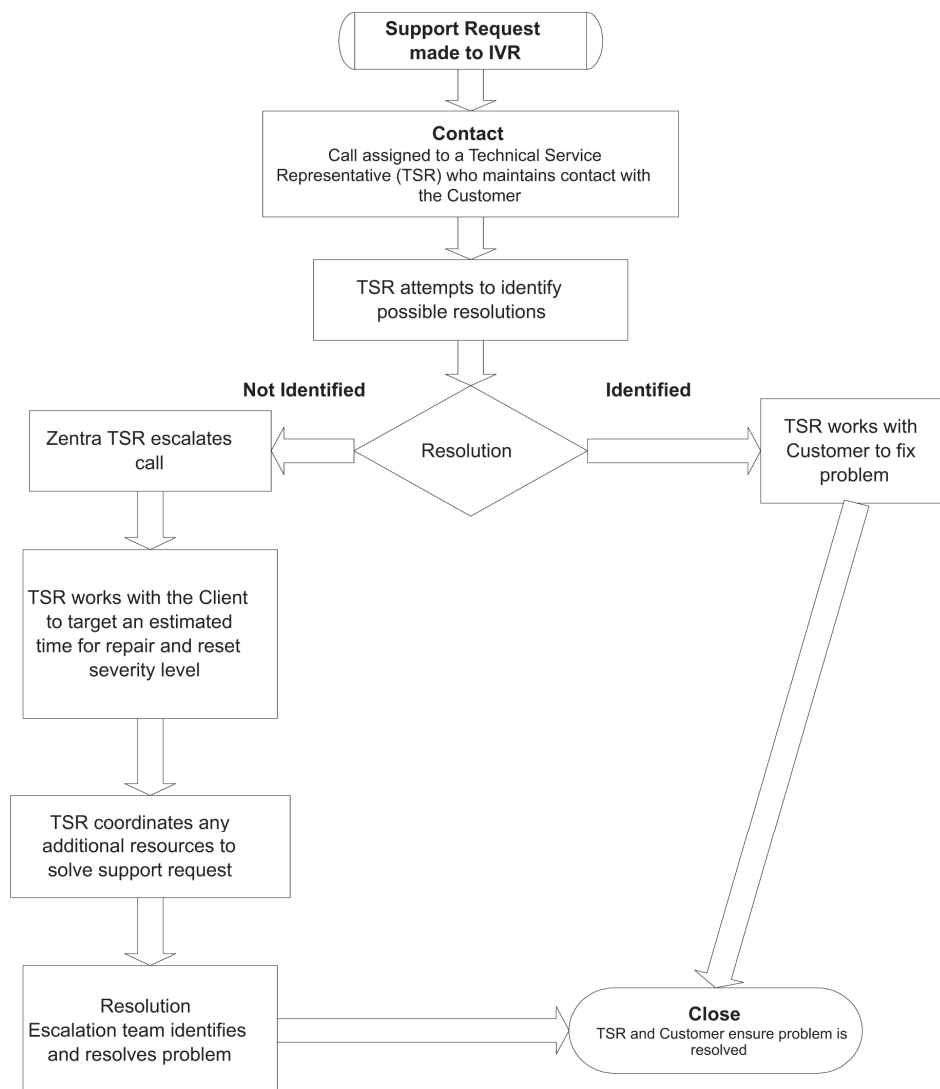 Support Request
made to IVR
Contact
Call assigned to a Technical Service
Representative (TSR) who maintains contact with
the Customer
TSR attempts to identify
possible resolutions
Not Identified
Identified
Zentra TSR escalates
call
Resolution
TSR works with
Customer to fix
problem
TSR works with the Client
to target an estimated
time for repair and reset
severity level
TSR coordinates any
additional resources to
solve support request
Resolution
Escalation team identifies
and resolves problem
Close
TSR and Customer ensure problem is
resolved